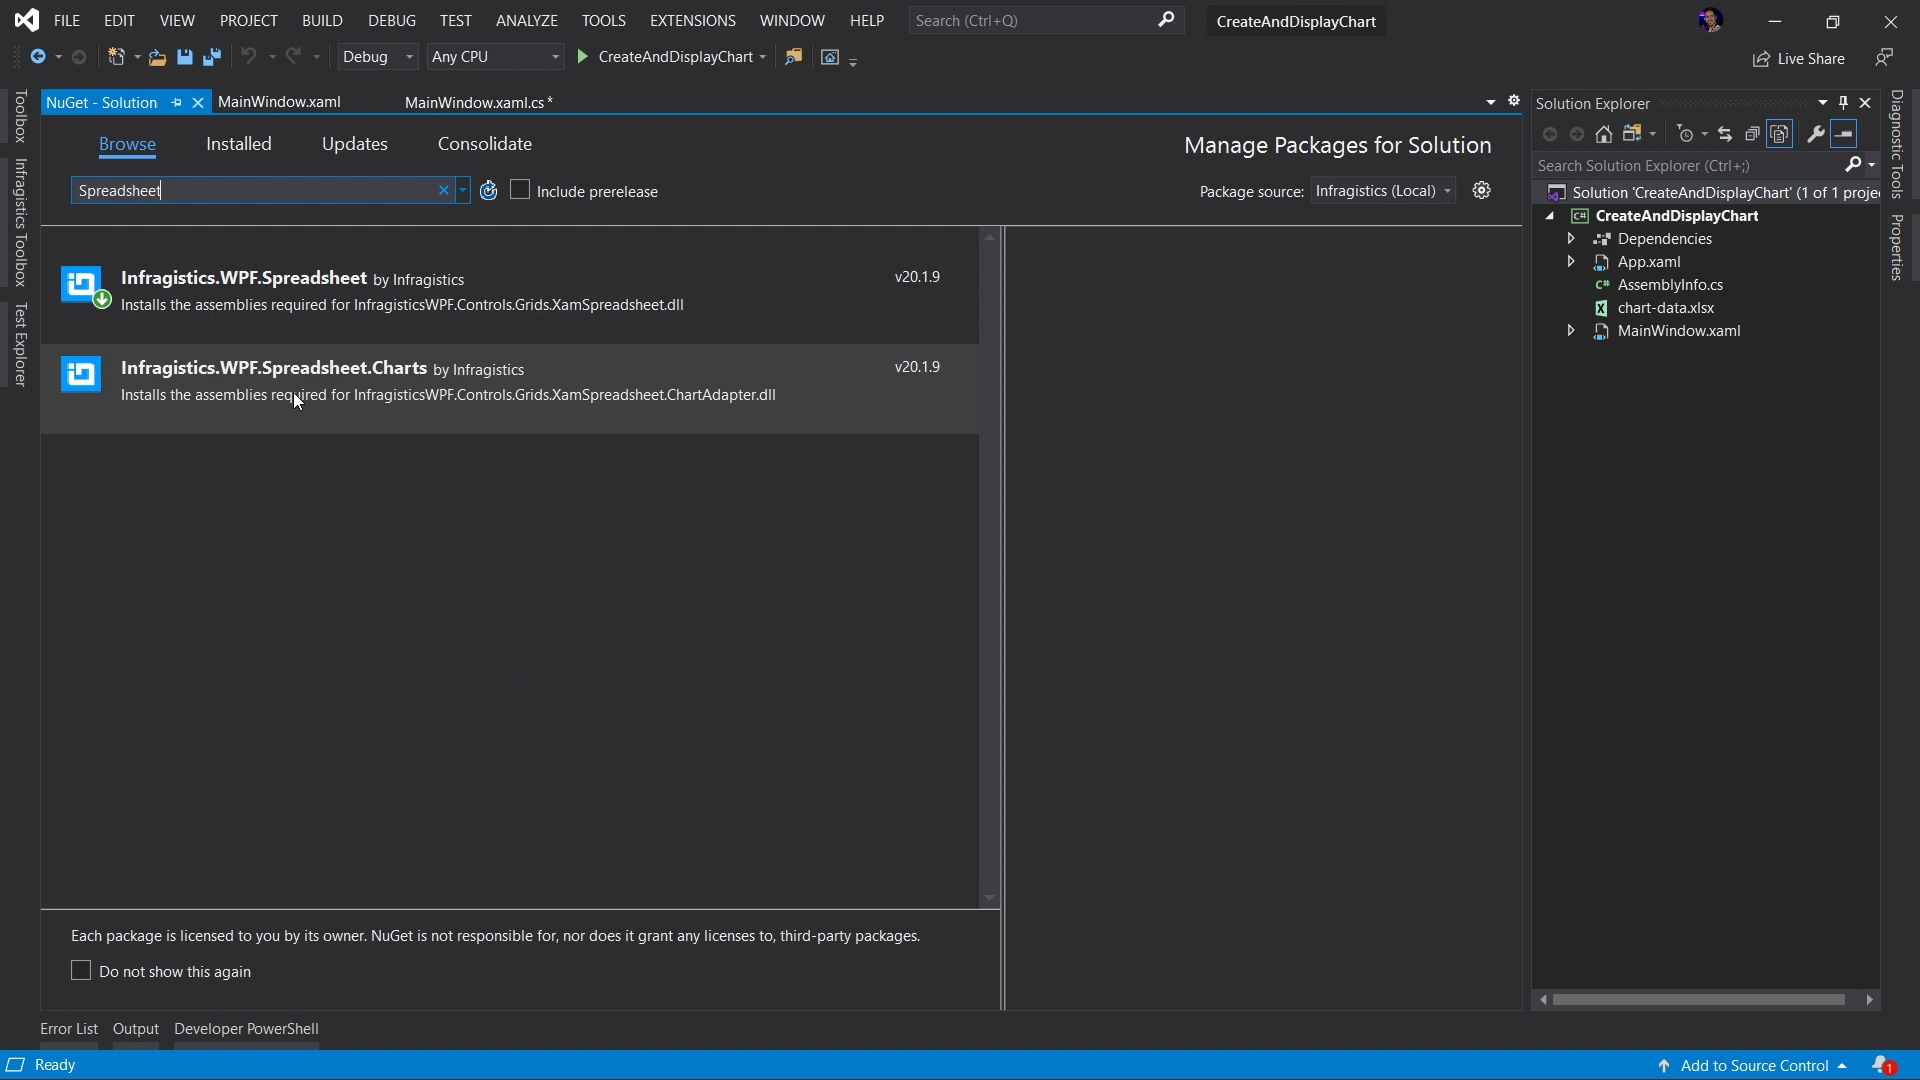 FILE EDIT VIEW PROJECT BUILD DEBUG TEST ANALYZE TOOLS EXTENSIONS WINDOW HELP Search (Ctrl+Q) CreateAndDisplayChart
Debug Any CPU CreateAndDisplayChart Live Share
Toolbox
Infragistics Toolbox
Test Explorer
NuGet - Solution MainWindow.xaml MainWindow.xaml.cs*
Browse Installed Updates Consolidate
Manage Packages for Solution
Spreadsheet Include prerelease
Package source: Infragistics (Local)
Infragistics.WPF.Spreadsheet by Infragistics v20.1.9
Installs the assemblies required for InfragisticsWPF.Controls.Grids.XamSpreadsheet.dll
Infragistics.WPF.Spreadsheet.Charts by Infragistics v20.1.9
Installs the assemblies required for InfragisticsWPF.Controls.Grids.XamSpreadsheet.ChartAdapter.dll
Each package is licensed to you by its owner. NuGet is not responsible for, nor does it grant any licenses to, third-party packages.
Do not show this again
Solution Explorer
Search Solution Explorer (Ctrl+;)
Solution 'CreateAndDisplayChart' (1 of 1 proje
C# CreateAndDisplayChart
Dependencies
App.xaml
C# AssemblyInfo.cs
chart-data.xlsx
MainWindow.xaml
Diagnostic Tools
Properties
Error List Output Developer PowerShell
Ready Add to Source Control 1